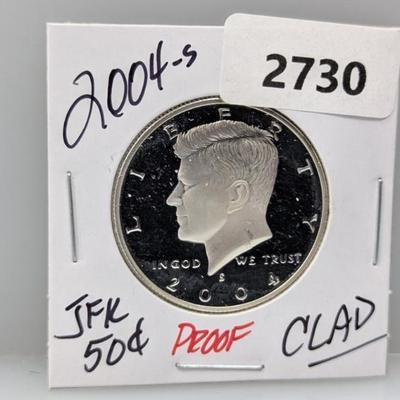 2004-S
2730
LIBERTY
IN GOD WE TRUST
S
2004
JFK
50¢
PROOF
CLAD